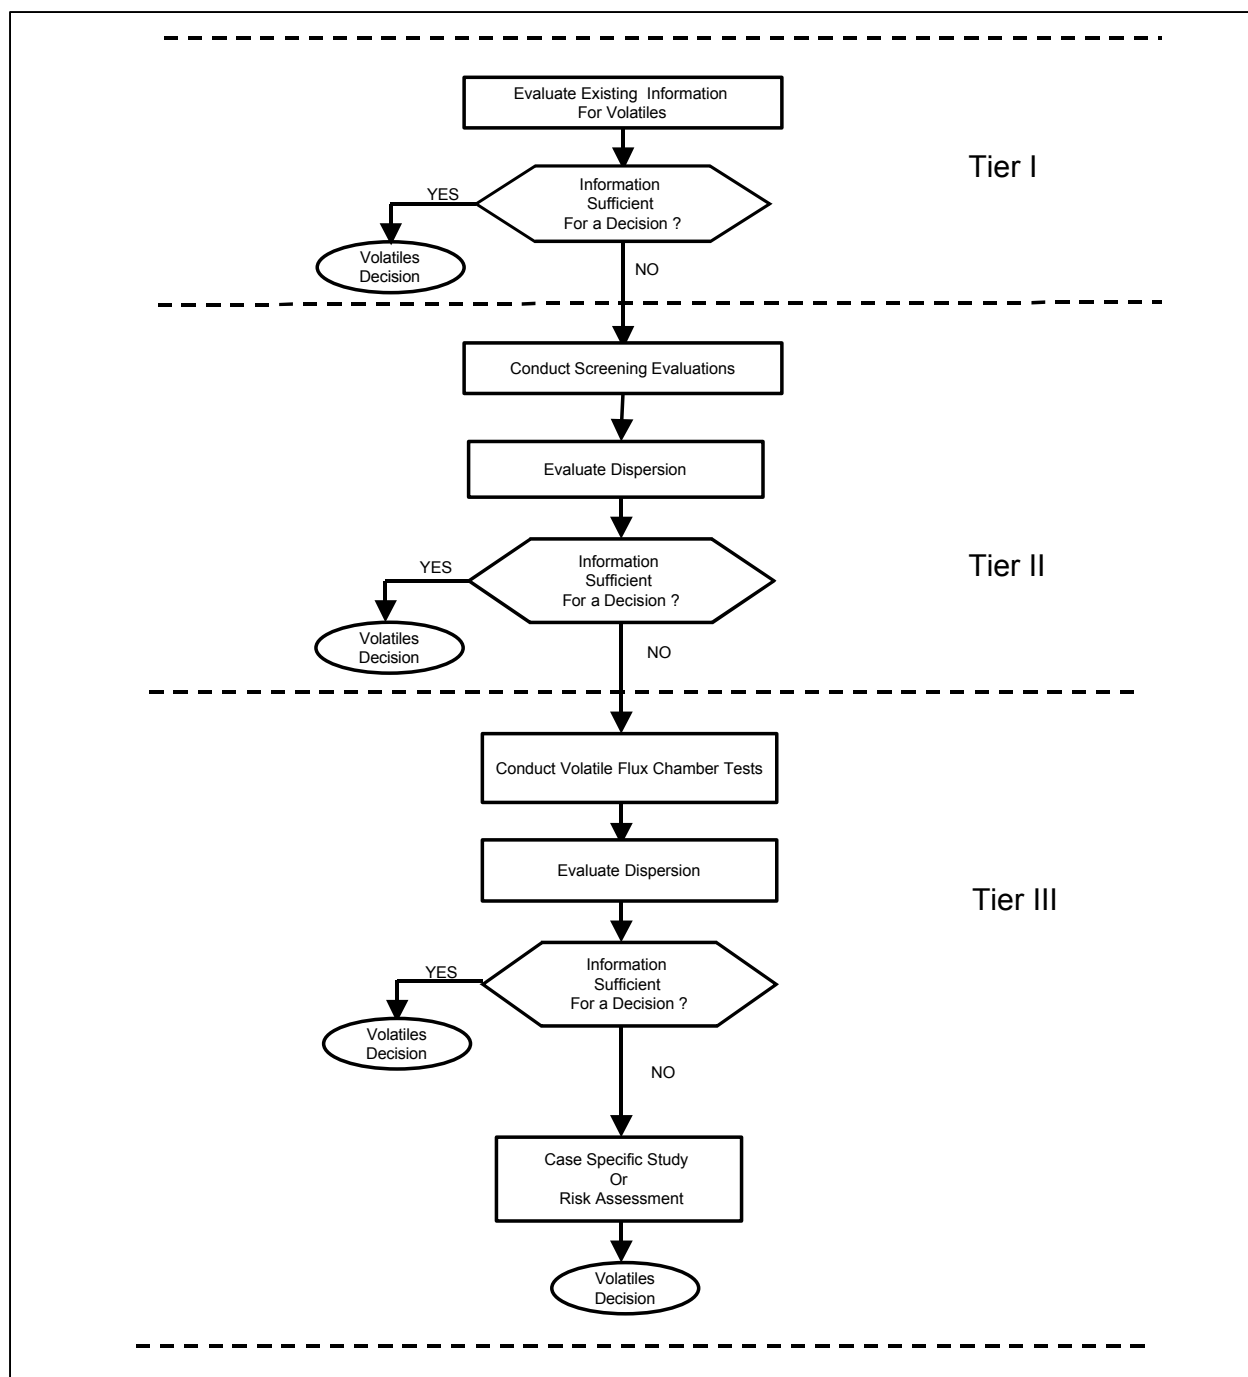 Evaluate Existing Information
For Volatiles
Tier I
Information
Sufficient
For a Decision ?
YES
Volatiles
Decision
NO
Conduct Screening Evaluations
Evaluate Dispersion
Tier II
Information
Sufficient
For a Decision ?
YES
Volatiles
Decision
NO
Conduct Volatile Flux Chamber Tests
Evaluate Dispersion
Tier III
Information
Sufficient
For a Decision ?
YES
Volatiles
Decision
NO
Case Specific Study
Or
Risk Assessment
Volatiles
Decision